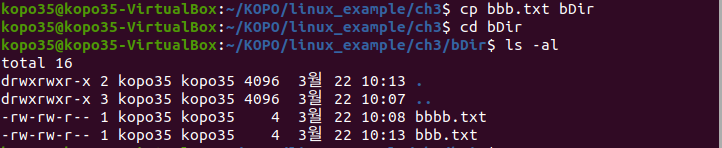 kopo35@kopo35-VirtualBox:~/KOPO/linux_example/ch3$ cp bbb.txt bDir
kopo35@kopo35-VirtualBox:~/KOPO/linux_example/ch3$ cd bDir
kopo35@kopo35-VirtualBox:~/KOPO/linux_example/ch3/bDir$ ls -al
total 16
drwxrwxr-x 2 kopo35 kopo35 4096  3월 22 10:13 .
drwxrwxr-x 3 kopo35 kopo35 4096  3월 22 10:07 ..
-rw-rw-r-- 1 kopo35 kopo35    4  3월 22 10:08 bbbb.txt
-rw-rw-r-- 1 kopo35 kopo35    4  3월 22 10:13 bbb.txt